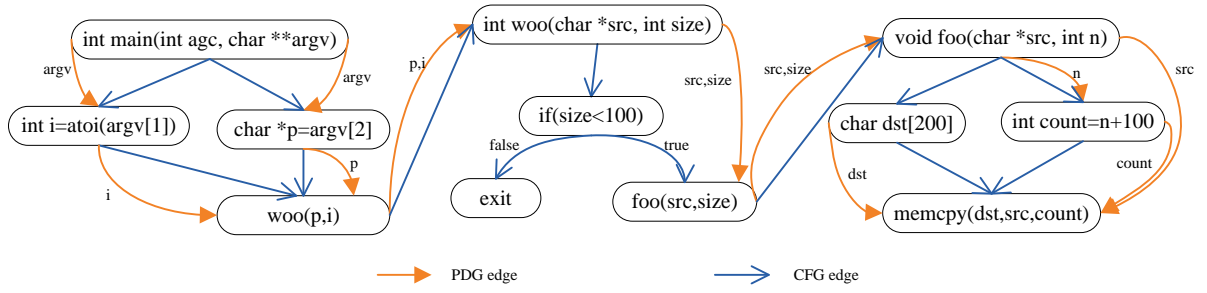 int main(int agc, char **argv)
argv
argv
int i=atoi(argv[1])
char *p=argv[2]
i
p
woo(p,i)
p,i
int woo(char *src, int size)
src,size
if(size<100)
false
true
exit
foo(src,size)
src,size
void foo(char *src, int n)
n
src
char dst[200]
int count=n+100
dst
count
memcpy(dst,src,count)
PDG edge
CFG edge